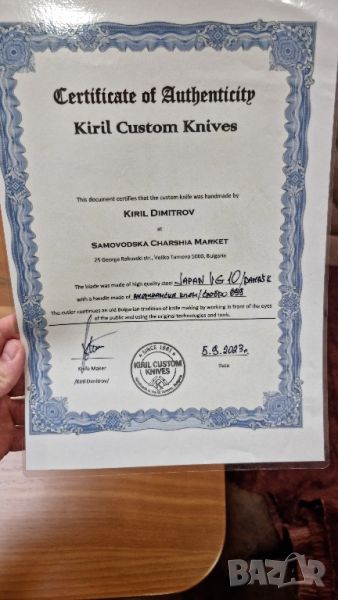 Certificate of Authenticity
Kiril Custom Knives
This document certifies that the custom knife was handmade by
KIRIL DIMITROV
at
SAMOVODSKA CHARSHIA MARKET
25 George Rakovski str., Veliko Tarnovo 5000, Bulgaria
The blade was made of high quality steel JAPAN VG 10/ДАМАСК
with a handle made of
The cutler continues an old Bulgarian tradition of knife making by working in front of the eyes
of the public and using the original technologies and tools.
5.8.2023г.
Knife Maker
/Kiril Dimitrov/
Date
SINCE 1981
KIRIL CUSTOM
KNIVES
BAZAR